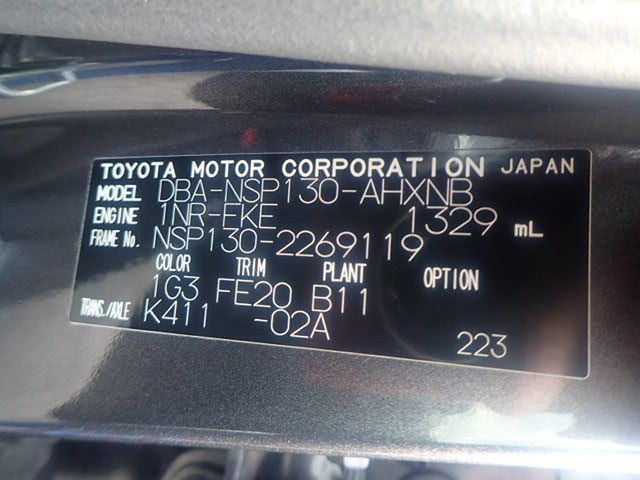 TOYOTA MOTOR CORPORATION JAPAN
MODEL DBA-NSP130-AHXNB
ENGINE 1NR-FKE 1329 mL
FRAME No. NSP130-2269119
COLOR TRIM PLANT OPTION
1G3 FE20 B11
TRANS./AXLE K411 -02A
223